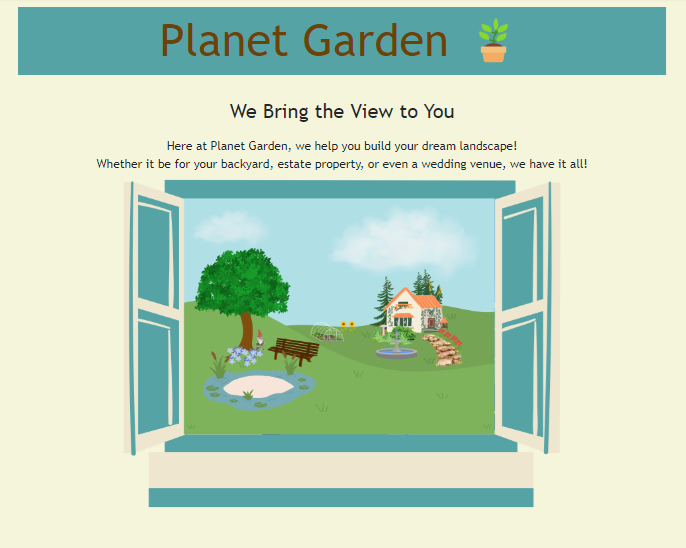 Planet Garden
We Bring the View to You
Here at Planet Garden, we help you build your dream landscape!
Whether it be for your backyard, estate property, or even a wedding venue, we have it all!